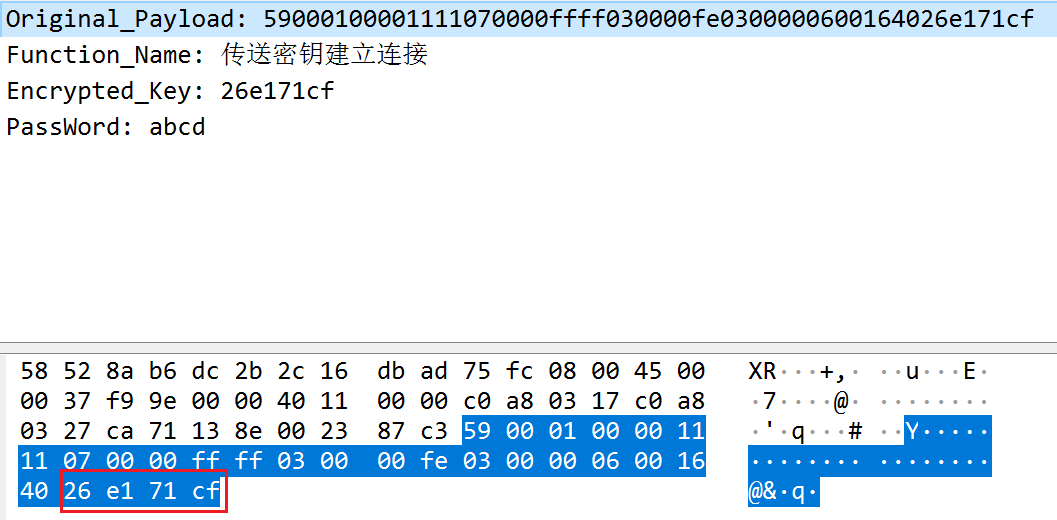 Original_Payload: 59000100001111070000ffff030000fe0300000600164026e171cf
Function_Name: 传送密钥建立连接
Encrypted_Key: 26e171cf
PassWord: abcd
58 52 8a b6 dc 2b 2c 16 db ad 75 fc 08 00 45 00 XR···+,· ··u···E·
00 37 f9 9e 00 00 40 11 00 00 c0 a8 03 17 c0 a8 ·7····@· ········
03 27 ca 71 13 8e 00 23 87 c3 59 00 01 00 00 11 ·'·q···# ··Y·····
11 07 00 00 ff ff 03 00 00 fe 03 00 00 06 00 16 ········ ········
40 26 e1 71 cf @&·q·